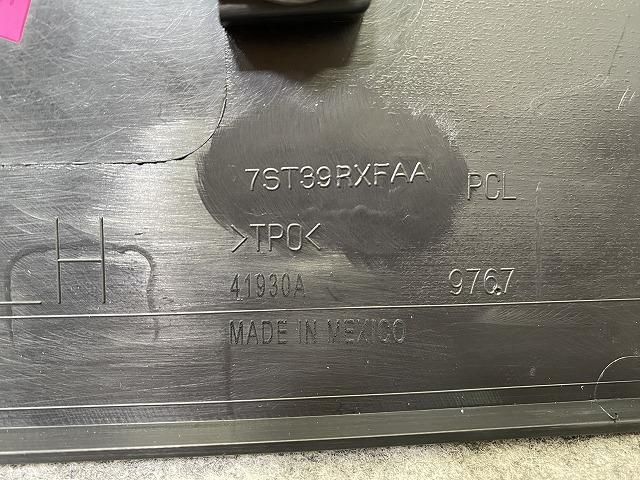 7ST39RXFAA
PCL
>TPO<
H
41930A
9767
MADE IN MEXICO